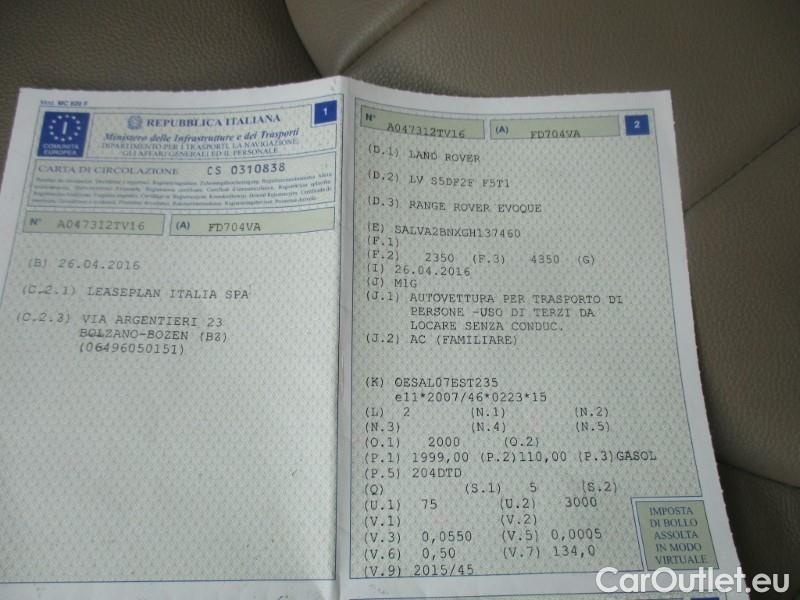 Mod. MC 820 F
REPUBBLICA ITALIANA
1
I
COMUNITÀ
EUROPEA
Ministero delle Infrastrutture e dei Trasporti
DIPARTIMENTO PER I TRASPORTI, LA NAVIGAZIONE,
GLI AFFARI GENERALI ED IL PERSONALE
CARTA DI CIRCOLAZIONE CS 0310838
N° A047312TV16 (A) FD704VA
(B) 26.04.2016
(C.2.1) LEASEPLAN ITALIA SPA
(C.2.3) VIA ARGENTIERI 23
BOLZANO-BOZEN (BZ)
(06496050151)
N° A047312TV16 (A) FD704VA 2
(D.1) LAND ROVER
(D.2) LV S5DF2F F5T1
(D.3) RANGE ROVER EVOQUE
(E) SALVA2BNXGH137460
(F.1)
(F.2) 2350 (F.3) 4350 (G)
(I) 26.04.2016
(J) M1G
(J.1) AUTOVETTURA PER TRASPORTO DI
PERSONE -USO DI TERZI DA
LOCARE SENZA CONDUC.
(J.2) AC (FAMILIARE)
(K) OESAL07EST235
e11*2007/46*0223*15
(L) 2 (N.1) (N.2)
(N.3) (N.4) (N.5)
(O.1) 2000 (O.2)
(P.1) 1999,00 (P.2)110,00 (P.3)GASOL
(P.5) 204DTD
(Q) (S.1) 5 (S.2)
(U.1) 75 (U.2) 3000
(V.1) (V.2)
(V.3) 0,0550 (V.5) 0,0005
(V.6) 0,50 (V.7) 134,0
(V.9) 2015/45
IMPOSTA
DI BOLLO
ASSOLTA
IN MODO
VIRTUALE
CarOutlet.eu